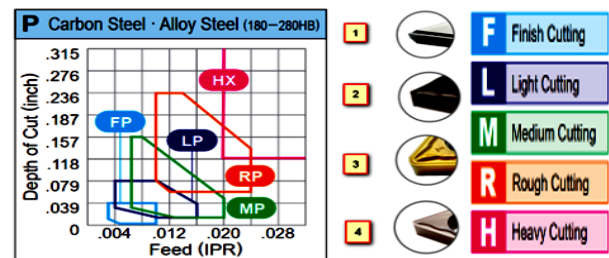 P Carbon Steel · Alloy Steel (180–280HB)
Depth of Cut (inch)
.315
.276
.236
.197
.157
.118
.079
.039
0
HX
FP
LP
RP
MP
.004 .012 .020 .028
Feed (IPR)
1
2
3
4
F Finish Cutting
L Light Cutting
M Medium Cutting
R Rough Cutting
H Heavy Cutting